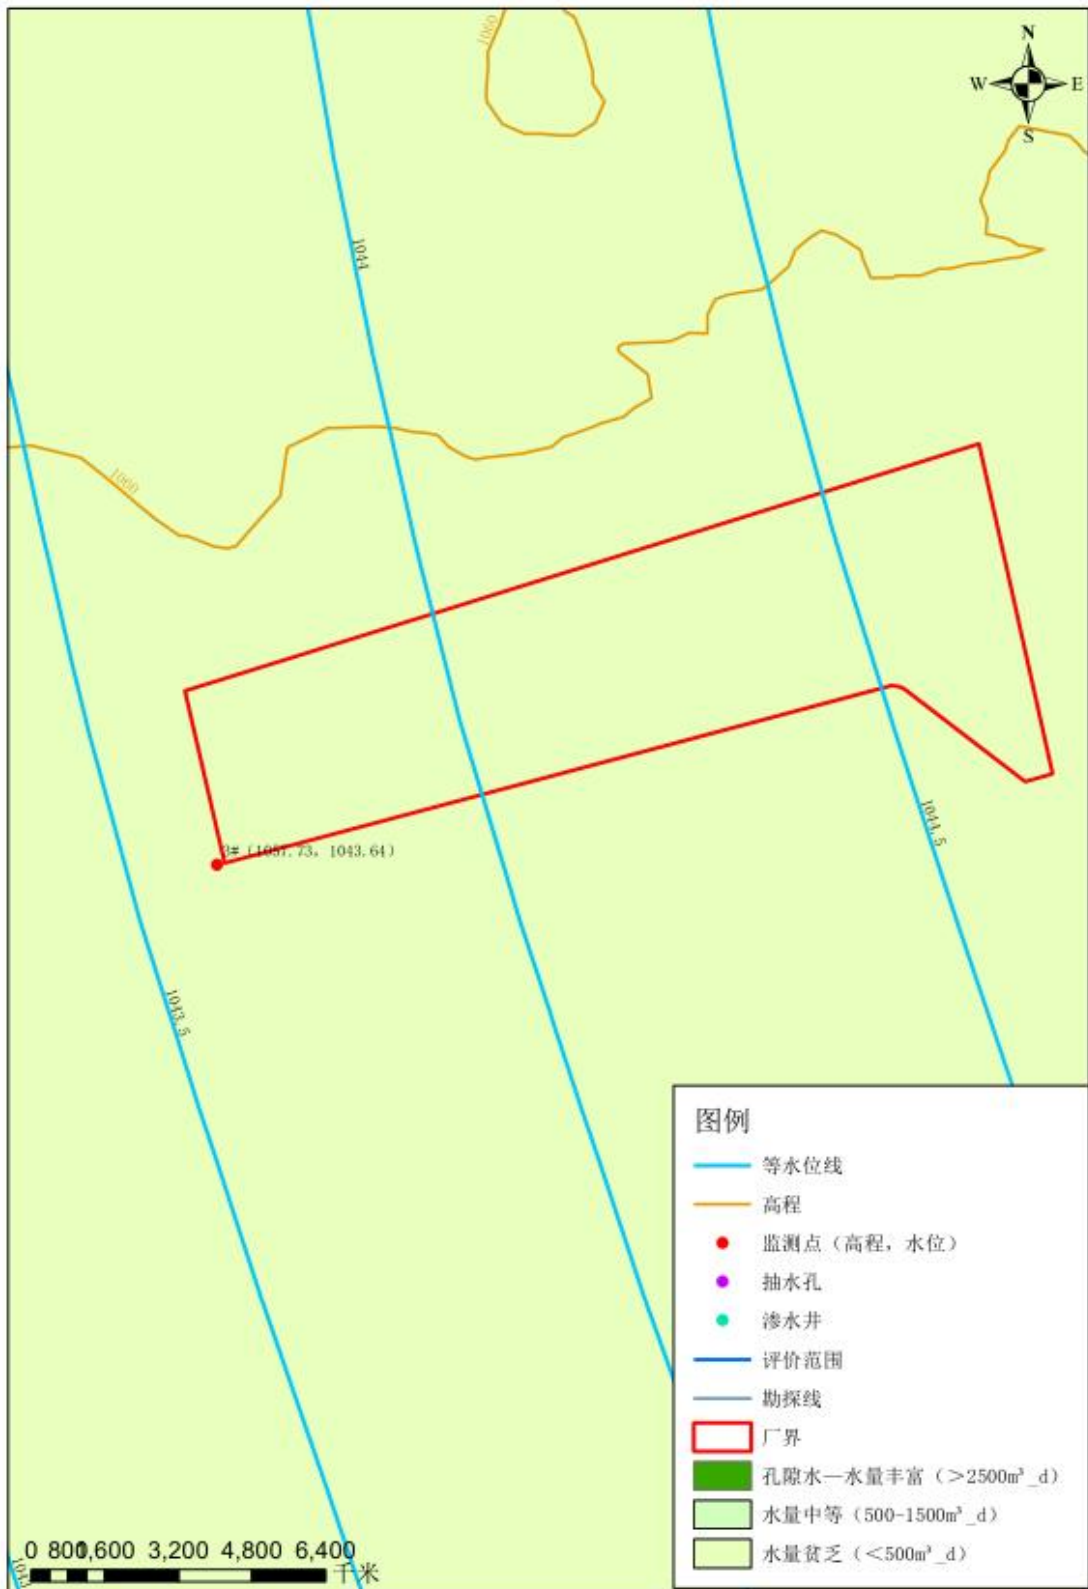 1080
N
W E
S
1044
1060
3# (1057.73, 1043.64)
1044.5
1043.5
图例
等水位线
高程
监测点（高程，水位）
抽水孔
渗水井
评价范围
勘探线
厂界
孔隙水—水量丰富（＞2500m³_d）
水量中等（500-1500m³_d）
水量贫乏（＜500m³_d）
0 800 1,600 3,200 4,800 6,400
千米
1043